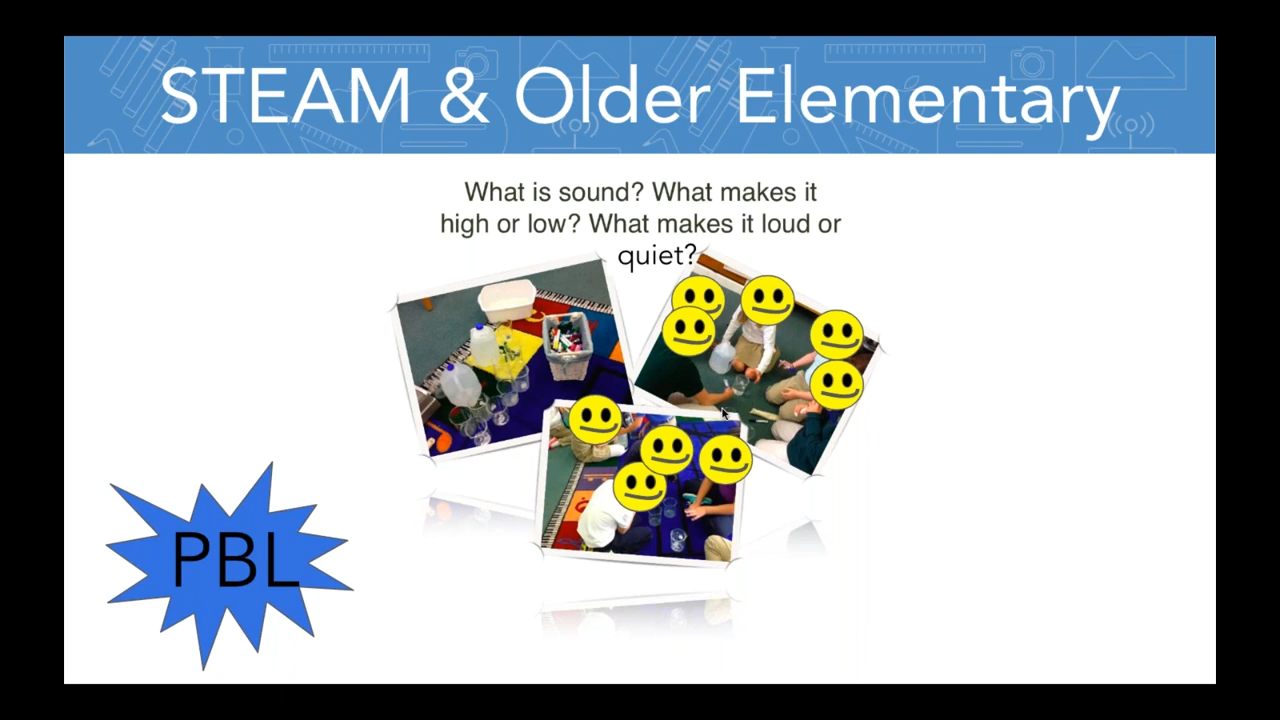 STEAM & Older Elementary
What is sound? What makes it
high or low? What makes it loud or
quiet?
PBL